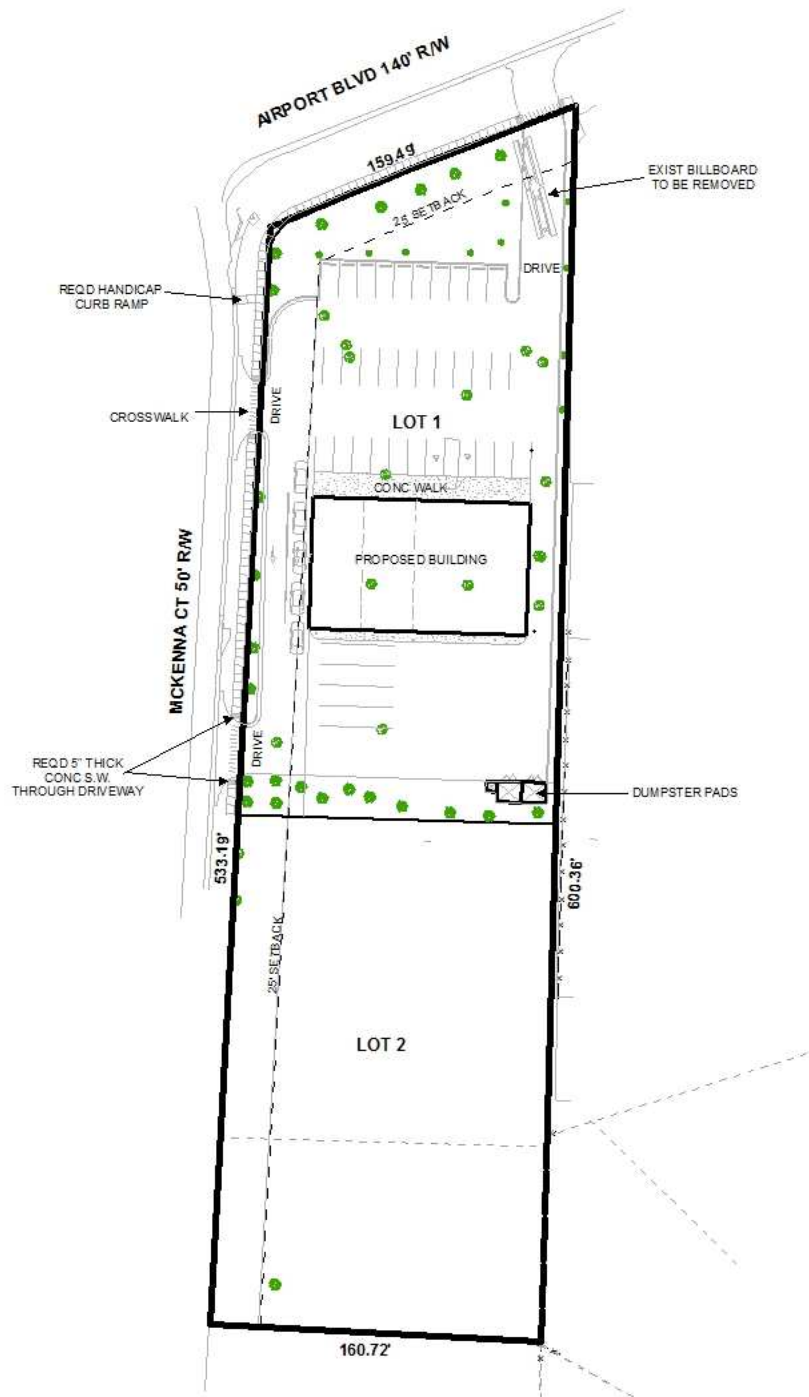 AIRPORT BLVD 140' R/W
159.49'
EXIST BILLBOARD
TO BE REMOVED
25' SETBACK
DRIVE
REQD HANDICAP
CURB RAMP
CROSSWALK
DRIVE
LOT 1
CONC WALK
PROPOSED BUILDING
MCKENNA CT 50' R/W
REQD 5" THICK
CONC S.W.
THROUGH DRIVEWAY
DRIVE
DUMPSTER PADS
533.19'
600.36'
25' SETBACK
LOT 2
160.72'